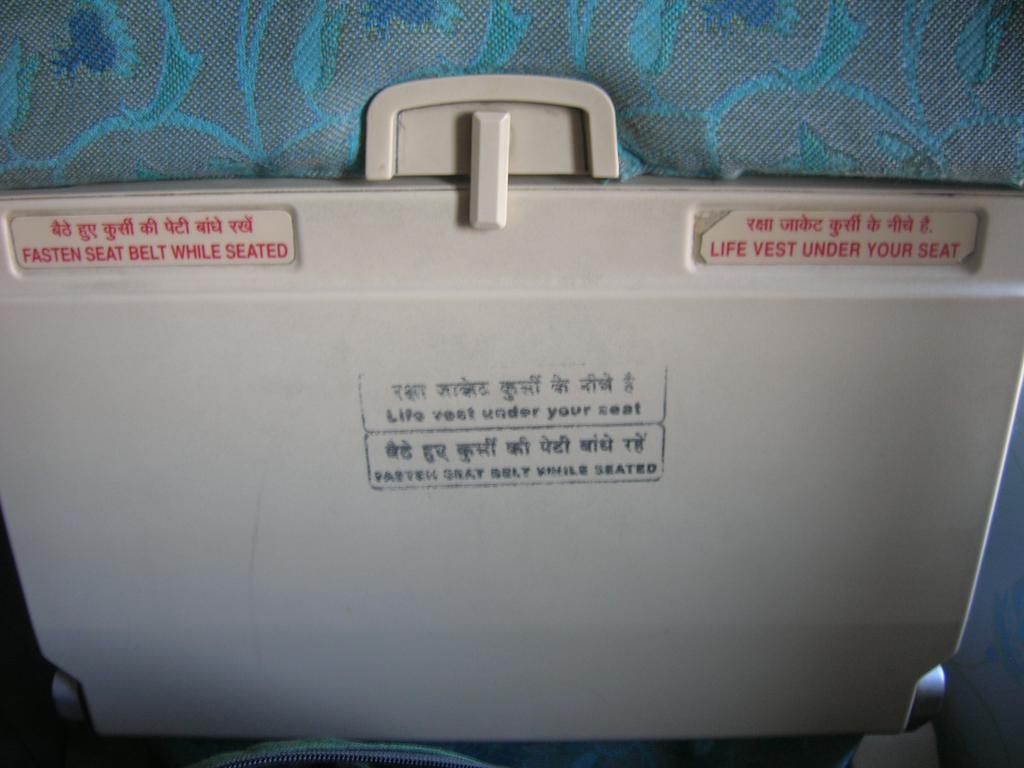 बैठे हुए कुर्सी की पेटी बांधे रखें
FASTEN SEAT BELT WHILE SEATED
रक्षा जाकेट कुर्सी के नीचे है.
LIFE VEST UNDER YOUR SEAT
रक्षा जाकेट कुर्सी के नीचे है
Life vest under your seat
बैठे हुए कुर्सी की पेटी बांधे रहें
FASTEN SEAT BELT WHILE SEATED